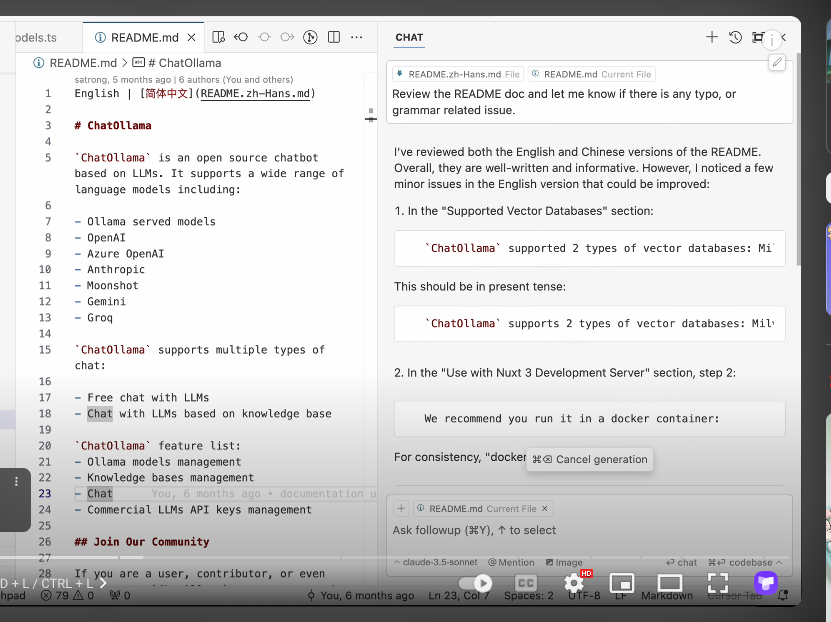 odels.ts
README.md
README.md > # ChatOllama
satrong, 5 months ago | 6 authors (You and others)
1 English | [简体中文](README.zh-Hans.md)
2
3 # ChatOllama
4
5 `ChatOllama` is an open source chatbot
based on LLMs. It supports a wide range of
language models including:
6
7 - Ollama served models
8 - OpenAI
9 - Azure OpenAI
10 - Anthropic
11 - Moonshot
12 - Gemini
13 - Groq
14
15 `ChatOllama` supports multiple types of
chat:
16
17 - Free chat with LLMs
18 - Chat with LLMs based on knowledge base
19
20 `ChatOllama` feature list:
21 - Ollama models management
22 - Knowledge bases management
23 - Chat You, 6 months ago • documentation u
24 - Commercial LLMs API keys management
25
26 ## Join Our Community
27
28 If you are a user, contributor, or even
D + L / CTRL + L
hpad 79 0 0
You, 6 months ago Ln 23, Col 7 Spaces: 2 UTF-8 LF Markdown Cursor Tab
CHAT
README.zh-Hans.md File README.md Current File
Review the README doc and let me know if there is any typo, or
grammar related issue.
I've reviewed both the English and Chinese versions of the README.
Overall, they are well-written and informative. However, I noticed a few
minor issues in the English version that could be improved:
1. In the "Supported Vector Databases" section:
`ChatOllama` supported 2 types of vector databases: Mil
This should be in present tense:
`ChatOllama` supports 2 types of vector databases: Milv
2. In the "Use with Nuxt 3 Development Server" section, step 2:
We recommend you run it in a docker container:
For consistency, "docker
⌘⌫ Cancel generation
+ README.md Current File ×
Ask followup (⌘Y), ↑ to select
claude-3.5-sonnet @ Mention Image ↵ chat ⌘↵ codebase
CC
HD